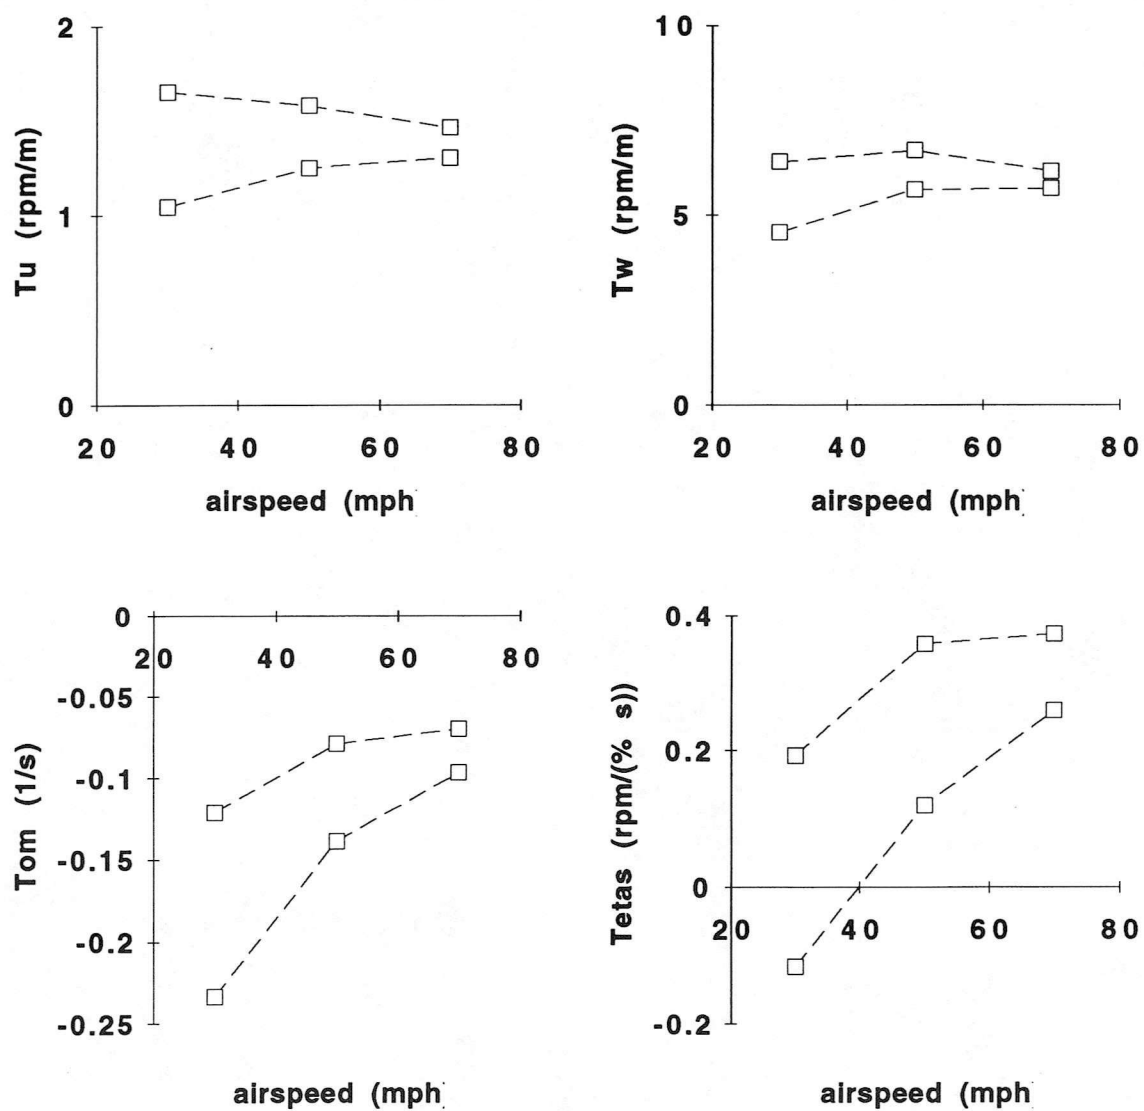 2
1
0
Tu (rpm/m)
20 40 60 80
airspeed (mph
10
5
0
Tw (rpm/m)
20 40 60 80
airspeed (mph
0
-0.05
-0.1
-0.15
-0.2
-0.25
Tom (1/s)
20 40 60 80
airspeed (mph
0.4
0.2
0
-0.2
Tetas (rpm/(% s))
20 40 60 80
airspeed (mph